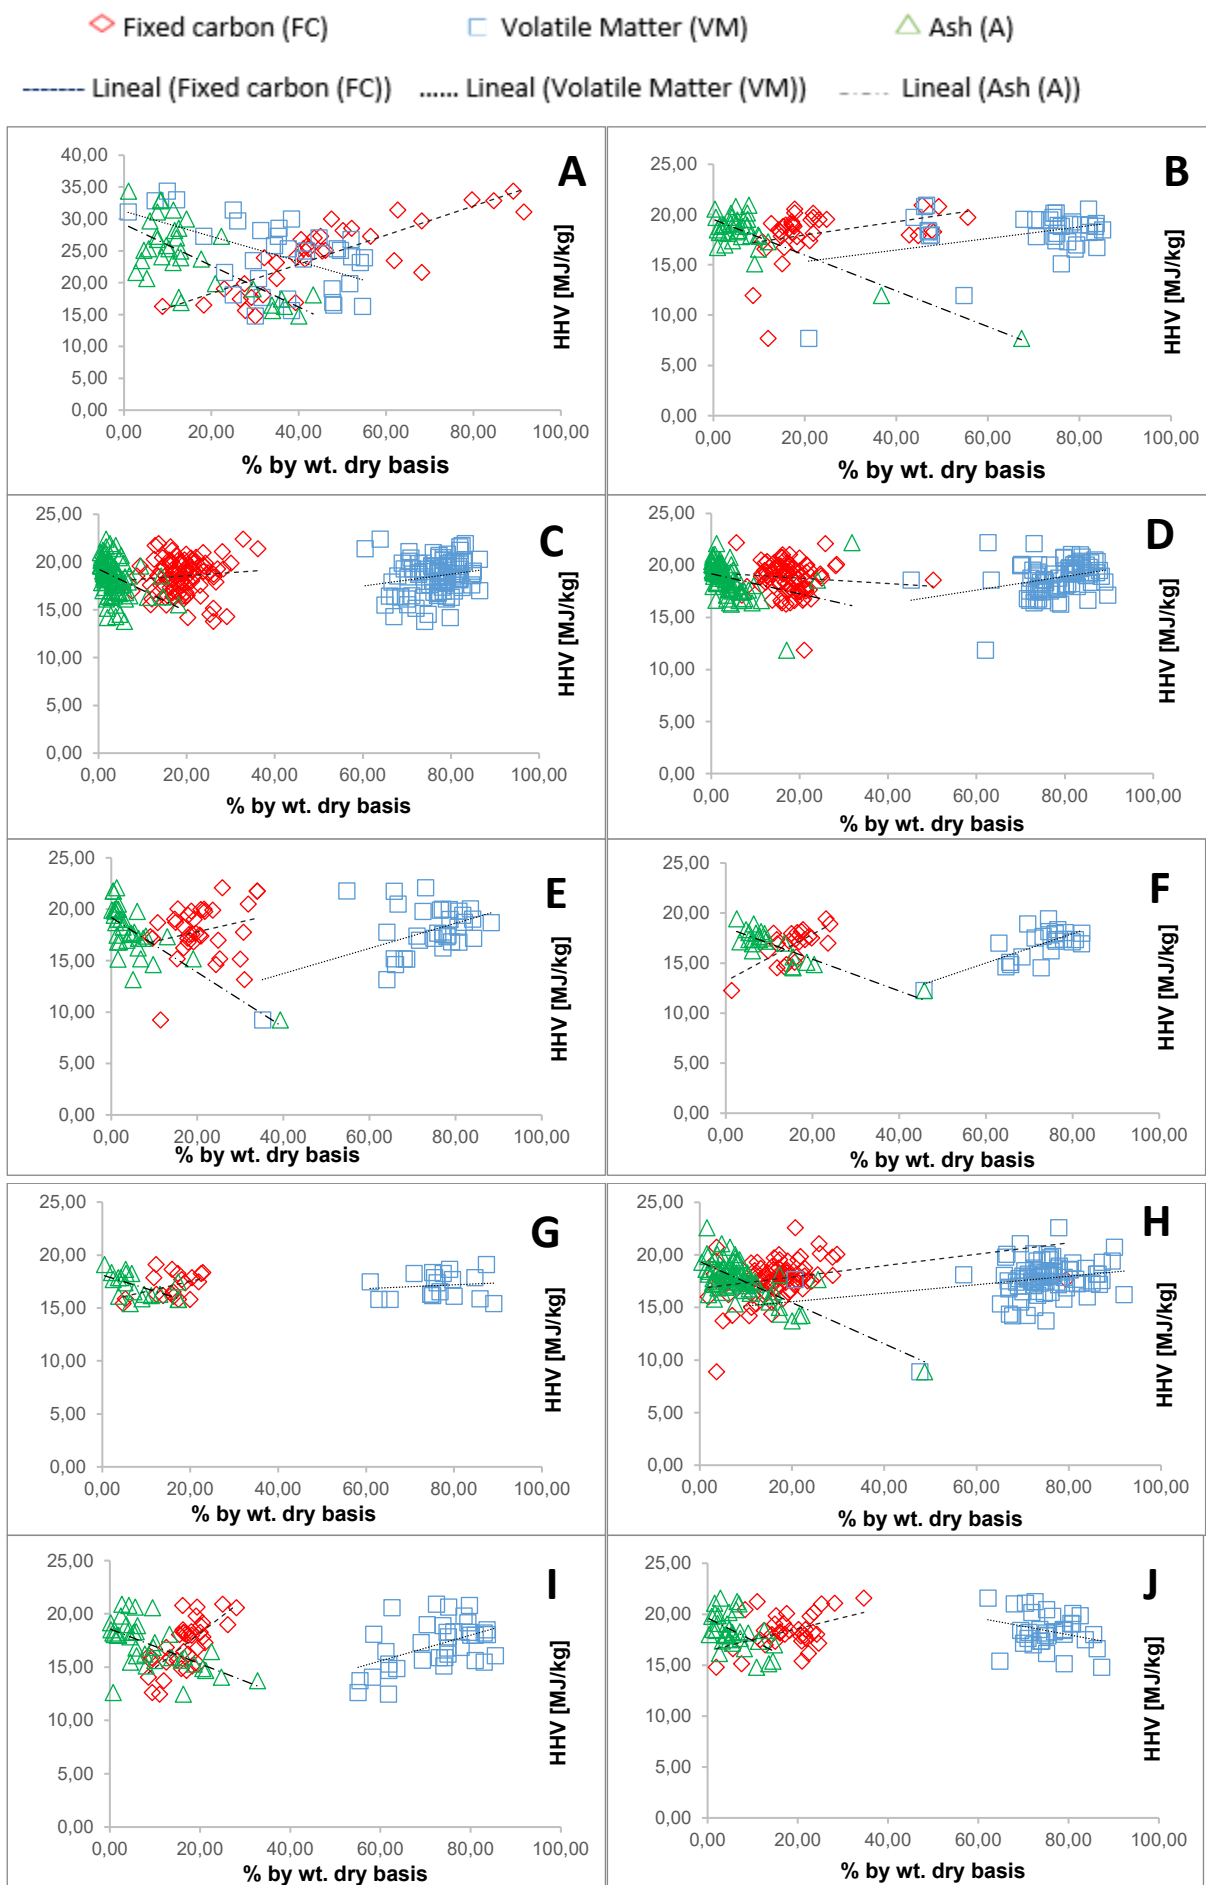 Fixed carbon (FC) Volatile Matter (VM) Ash (A)
Lineal (Fixed carbon (FC)) Lineal (Volatile Matter (VM)) Lineal (Ash (A))
A
40,00
35,00
30,00
25,00
20,00
15,00
10,00
5,00
0,00
HHV [MJ/kg]
0,00 20,00 40,00 60,00 80,00 100,00
% by wt. dry basis
B
25,00
20,00
15,00
10,00
5,00
0,00
HHV [MJ/kg]
0,00 20,00 40,00 60,00 80,00 100,00
% by wt. dry basis
C
25,00
20,00
15,00
10,00
5,00
0,00
HHV [MJ/kg]
0,00 20,00 40,00 60,00 80,00 100,00
% by wt. dry basis
D
25,00
20,00
15,00
10,00
5,00
0,00
HHV [MJ/kg]
0,00 20,00 40,00 60,00 80,00 100,00
% by wt. dry basis
E
25,00
20,00
15,00
10,00
5,00
0,00
HHV [MJ/kg]
0,00 20,00 40,00 60,00 80,00 100,00
% by wt. dry basis
F
25,00
20,00
15,00
10,00
5,00
0,00
HHV [MJ/kg]
0,00 20,00 40,00 60,00 80,00 100,00
% by wt. dry basis
G
25,00
20,00
15,00
10,00
5,00
0,00
HHV [MJ/kg]
0,00 20,00 40,00 60,00 80,00 100,00
% by wt. dry basis
H
25,00
20,00
15,00
10,00
5,00
0,00
HHV [MJ/kg]
0,00 20,00 40,00 60,00 80,00 100,00
% by wt. dry basis
I
25,00
20,00
15,00
10,00
5,00
0,00
HHV [MJ/kg]
0,00 20,00 40,00 60,00 80,00 100,00
% by wt. dry basis
J
25,00
20,00
15,00
10,00
5,00
0,00
HHV [MJ/kg]
0,00 20,00 40,00 60,00 80,00 100,00
% by wt. dry basis